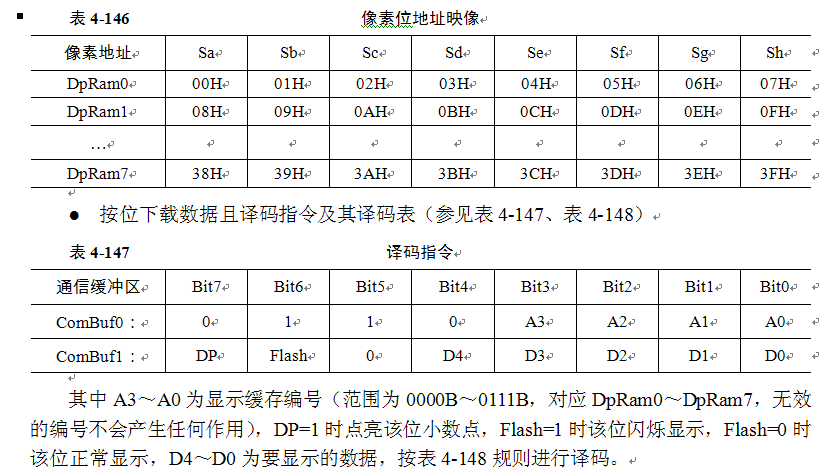 表 4-146 像素位地址映像
像素地址 Sa Sb Sc Sd Se Sf Sg Sh
DpRam0 00H 01H 02H 03H 04H 05H 06H 07H
DpRam1 08H 09H 0AH 0BH 0CH 0DH 0EH 0FH
…
DpRam7 38H 39H 3AH 3BH 3CH 3DH 3EH 3FH
● 按位下载数据且译码指令及其译码表（参见表 4-147、表 4-148）
表 4-147 译码指令
通信缓冲区 Bit7 Bit6 Bit5 Bit4 Bit3 Bit2 Bit1 Bit0
ComBuf0： 0 1 1 0 A3 A2 A1 A0
ComBuf1： DP Flash 0 D4 D3 D2 D1 D0
其中 A3～A0 为显示缓存编号（范围为 0000B～0111B，对应 DpRam0～DpRam7，无效
的编号不会产生任何作用），DP=1 时点亮该位小数点，Flash=1 时该位闪烁显示，Flash=0 时
该位正常显示，D4～D0 为要显示的数据，按表 4-148 规则进行译码。